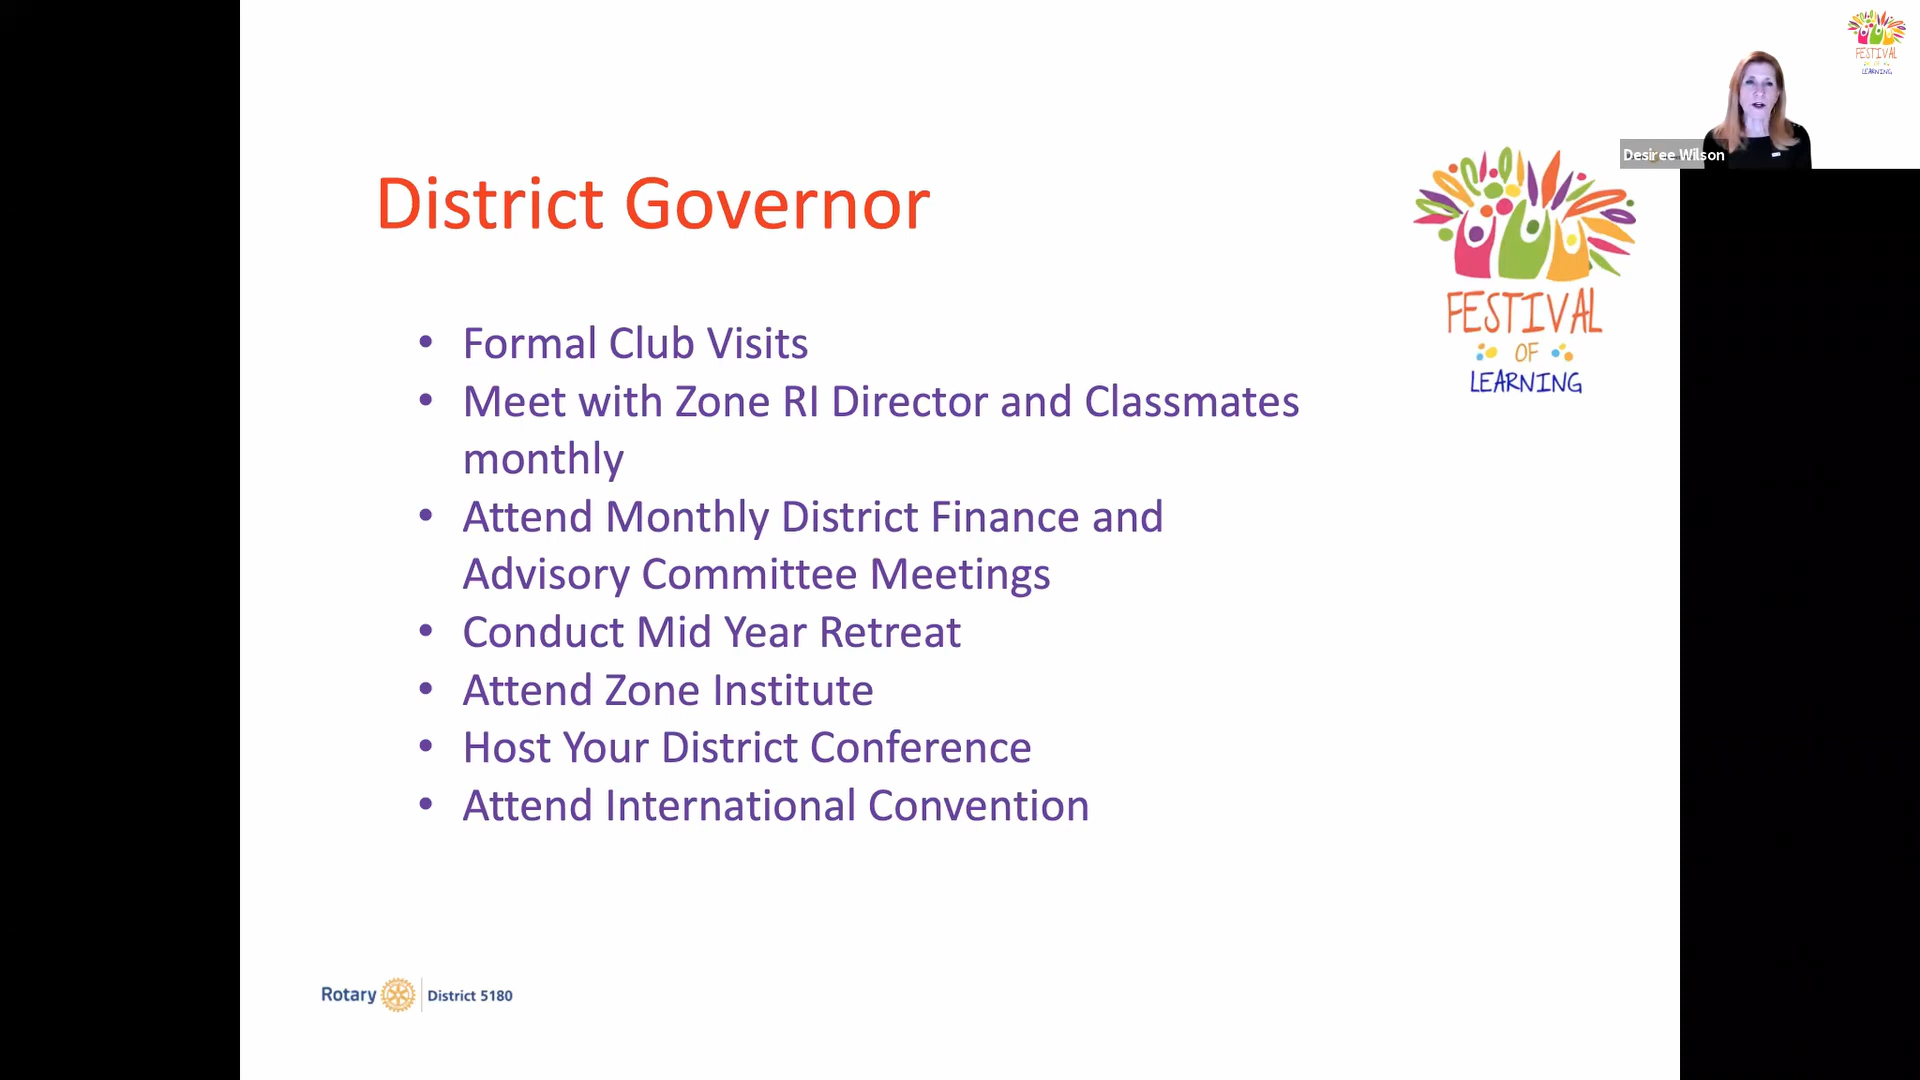 FESTIVAL
OF
LEARNING
Desiree Wilson
District Governor
FESTIVAL
OF
LEARNING
• Formal Club Visits
• Meet with Zone RI Director and Classmates
monthly
• Attend Monthly District Finance and
Advisory Committee Meetings
• Conduct Mid Year Retreat
• Attend Zone Institute
• Host Your District Conference
• Attend International Convention
Rotary | District 5180